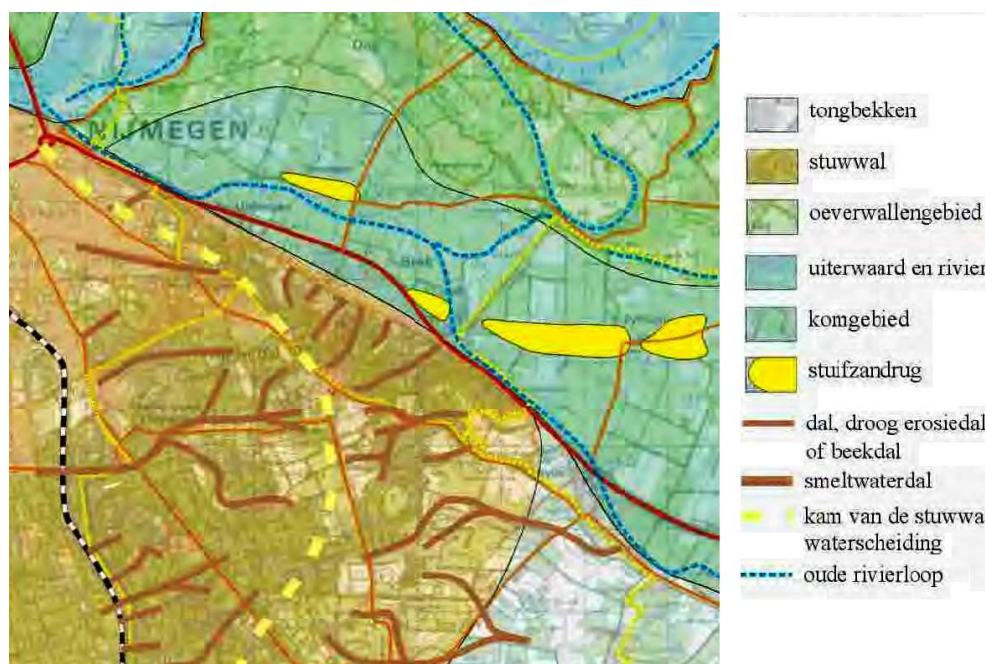 NIJMEGEN
Beek
tongbekken
stuwwal
oeverwallengebied
uiterwaard en rivier
komgebied
stuifzandrug
dal, droog erosiedal
of beekdal
smeltwaterdal
kam van de stuwwa
waterscheiding
oude rivierloop